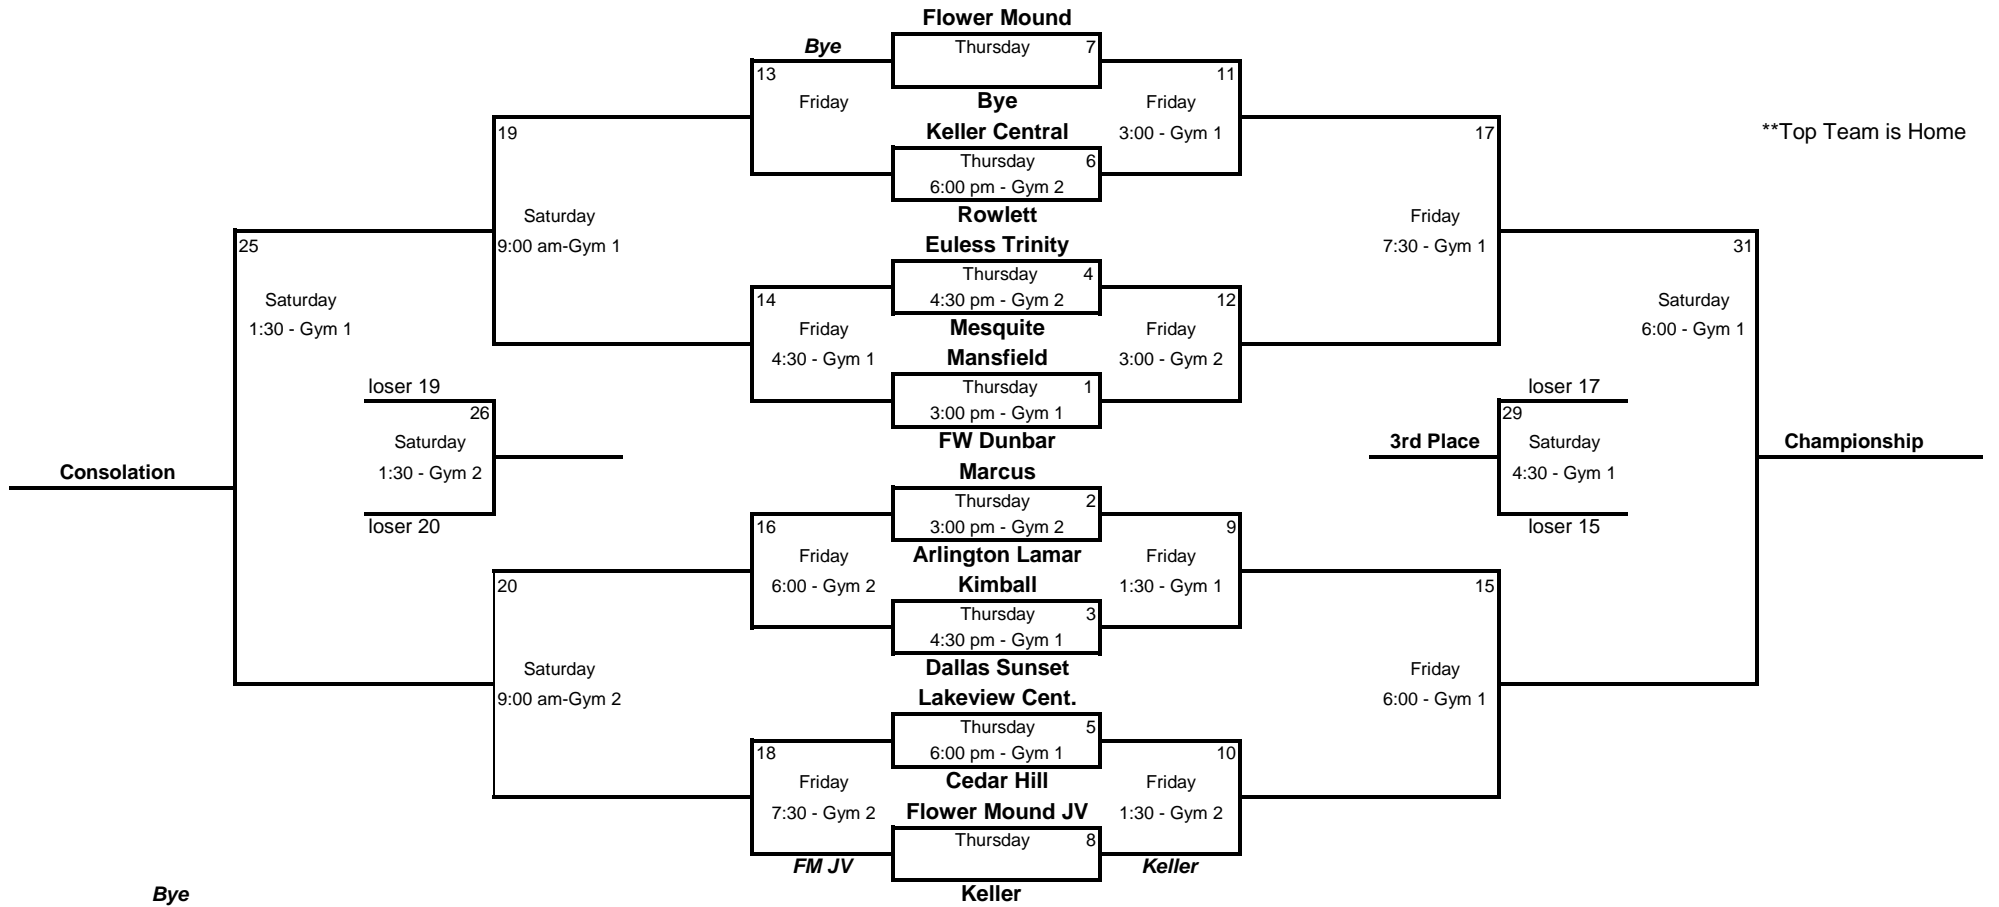 Flower Mound
Bye
Thursday 7
13
11
Friday
Bye
Friday
19
Keller Central
3:00 - Gym 1
17
**Top Team is Home
Thursday 6
6:00 pm - Gym 2
Saturday
Rowlett
Friday
25
9:00 am-Gym 1
Euless Trinity
7:30 - Gym 1
31
Thursday 4
Saturday
14
4:30 pm - Gym 2
12
Saturday
1:30 - Gym 1
Friday
Mesquite
Friday
6:00 - Gym 1
4:30 - Gym 1
Mansfield
3:00 - Gym 2
loser 19
Thursday 1
loser 17
26
3:00 pm - Gym 1
29
Saturday
FW Dunbar
3rd Place
Saturday
Championship
Consolation
1:30 - Gym 2
Marcus
4:30 - Gym 1
Thursday 2
loser 20
16
3:00 pm - Gym 2
9
loser 15
Friday
Arlington Lamar
Friday
20
6:00 - Gym 2
Kimball
1:30 - Gym 1
15
Thursday 3
4:30 pm - Gym 1
Saturday
Dallas Sunset
Friday
9:00 am-Gym 2
Lakeview Cent.
6:00 - Gym 1
Thursday 5
18
6:00 pm - Gym 1
10
Friday
Cedar Hill
Friday
7:30 - Gym 2
Flower Mound JV
1:30 - Gym 2
Thursday 8
FM JV
Keller
Bye
Keller